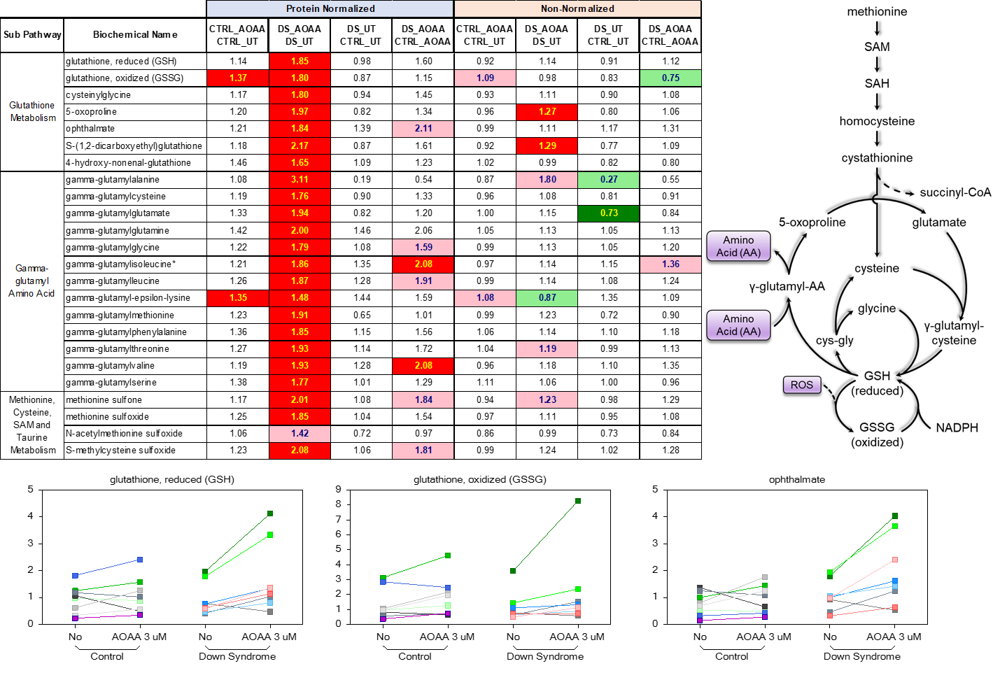 Protein Normalized Non-Normalized
Sub Pathway Biochemical Name CTRL_AOAA CTRL_UT DS_AOAA DS_UT DS_UT CTRL_UT DS_AOAA CTRL_AOAA CTRL_AOAA CTRL_UT DS_AOAA DS_UT DS_UT CTRL_UT DS_AOAA CTRL_AOAA
Glutathione
Metabolism
glutathione, reduced (GSH) 1.14 1.85 0.98 1.60 0.92 1.14 0.91 1.12
glutathione, oxidized (GSSG) 1.37 1.80 0.87 1.15 1.09 0.98 0.83 0.75
cysteinylglycine 1.17 1.80 0.94 1.45 0.93 1.11 0.90 1.08
5-oxoproline 1.20 1.97 0.82 1.34 0.96 1.27 0.80 1.06
ophthalmate 1.21 1.84 1.39 2.11 0.99 1.11 1.17 1.31
S-(1,2-dicarboxyethyl)glutathione 1.18 2.17 0.87 1.61 0.92 1.29 0.77 1.09
4-hydroxy-nonenal-glutathione 1.46 1.65 1.09 1.23 1.02 0.99 0.82 0.80
Gamma-
glutamyl
Amino Acid
gamma-glutamylalanine 1.08 3.11 0.19 0.54 0.87 1.80 0.27 0.55
gamma-glutamylcysteine 1.19 1.76 0.90 1.33 0.96 1.08 0.81 0.91
gamma-glutamylglutamate 1.33 1.94 0.82 1.20 1.00 1.15 0.73 0.84
gamma-glutamylglutamine 1.42 2.00 1.46 2.06 1.05 1.13 1.05 1.13
gamma-glutamylglycine 1.22 1.79 1.08 1.59 0.99 1.13 1.05 1.20
gamma-glutamylisoleucine* 1.21 1.86 1.35 2.08 0.97 1.14 1.15 1.36
gamma-glutamylleucine 1.26 1.87 1.28 1.91 0.99 1.14 1.08 1.24
gamma-glutamyl-epsilon-lysine 1.35 1.48 1.44 1.59 1.08 0.87 1.35 1.09
gamma-glutamylmethionine 1.23 1.91 0.65 1.01 0.99 1.23 0.72 0.90
gamma-glutamylphenylalanine 1.36 1.85 1.15 1.56 1.06 1.14 1.10 1.18
gamma-glutamylthreonine 1.27 1.93 1.14 1.72 1.04 1.19 0.99 1.13
gamma-glutamylvaline 1.19 1.93 1.28 2.08 0.96 1.18 1.10 1.35
gamma-glutamylserine 1.38 1.77 1.01 1.29 1.11 1.06 1.00 0.96
Methionine,
Cysteine,
SAM and
Taurine
Metabolism
methionine sulfone 1.17 2.01 1.08 1.84 0.94 1.23 0.98 1.29
methionine sulfoxide 1.25 1.85 1.04 1.54 0.97 1.11 0.95 1.08
N-acetylmethionine sulfoxide 1.06 1.42 0.72 0.97 0.86 0.99 0.73 0.84
S-methylcysteine sulfoxide 1.23 2.08 1.06 1.81 0.99 1.24 1.02 1.28
methionine
SAM
SAH
homocysteine
cystathionine
succinyl-CoA
5-oxoproline
glutamate
Amino
Acid (AA)
cysteine
γ-glutamyl-AA
glycine
Amino
Acid (AA)
γ-glutamyl-
cysteine
cys-gly
GSH
(reduced)
ROS
GSSG
(oxidized)
NADPH
glutathione, reduced (GSH)
5
4
3
2
1
0
No AOAA 3 uM No AOAA 3 uM
Control Down Syndrome
glutathione, oxidized (GSSG)
9
8
7
6
5
4
3
2
1
0
No AOAA 3 uM No AOAA 3 uM
Control Down Syndrome
ophthalmate
5
4
3
2
1
0
No AOAA 3 uM No AOAA 3 uM
Control Down Syndrome